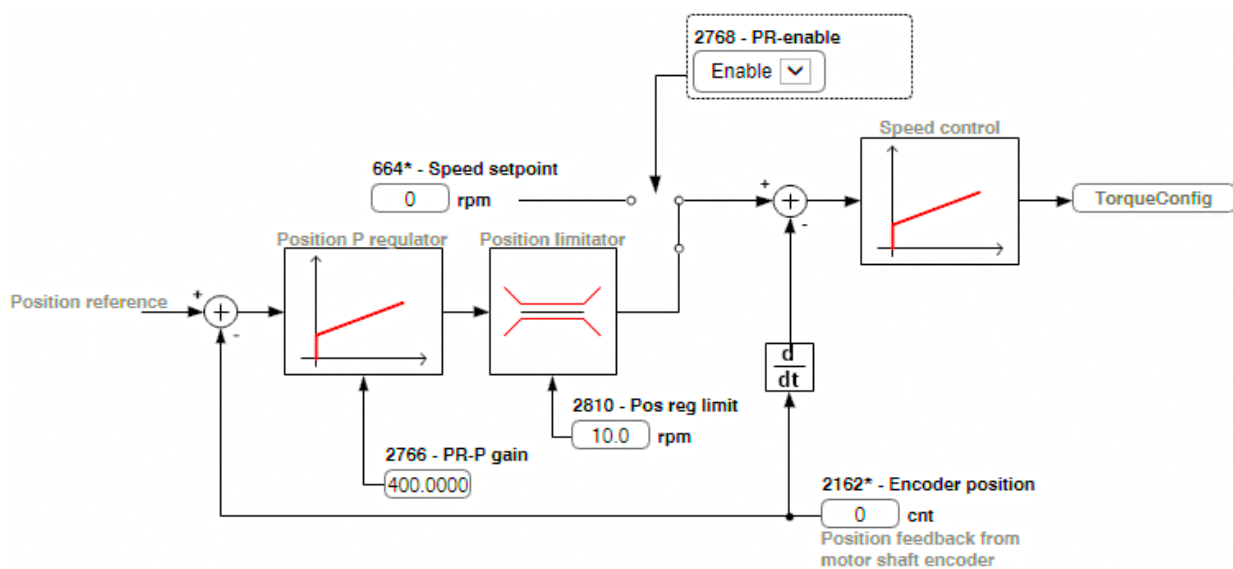 2768 - PR-enable
Enable
Speed control
664* - Speed setpoint
0 rpm
+
+
-
TorqueConfig
Position P regulator
Position limitator
Position reference
+
+
-
d
dt
2810 - Pos reg limit
10.0 rpm
2766 - PR-P gain
400.0000
2162* - Encoder position
0 cnt
Position feedback from
motor shaft encoder